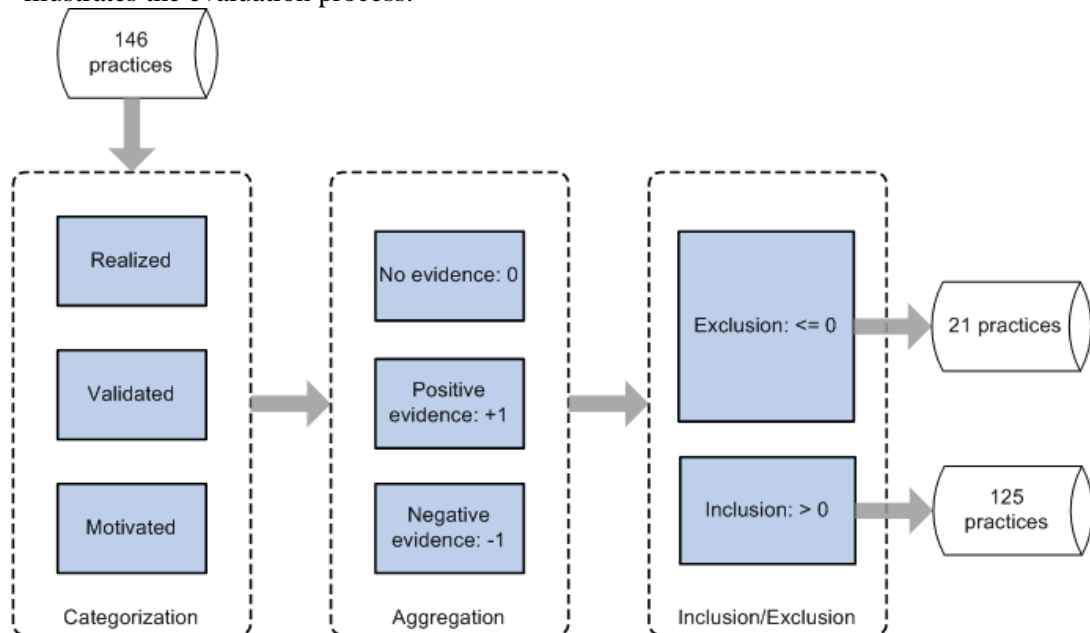 illustrates the evaluation process.
146
practices
Realized
Validated
Motivated
Categorization
No evidence: 0
Positive
evidence: +1
Negative
evidence: -1
Aggregation
Exclusion: <= 0
Inclusion: > 0
Inclusion/Exclusion
21 practices
125
practices